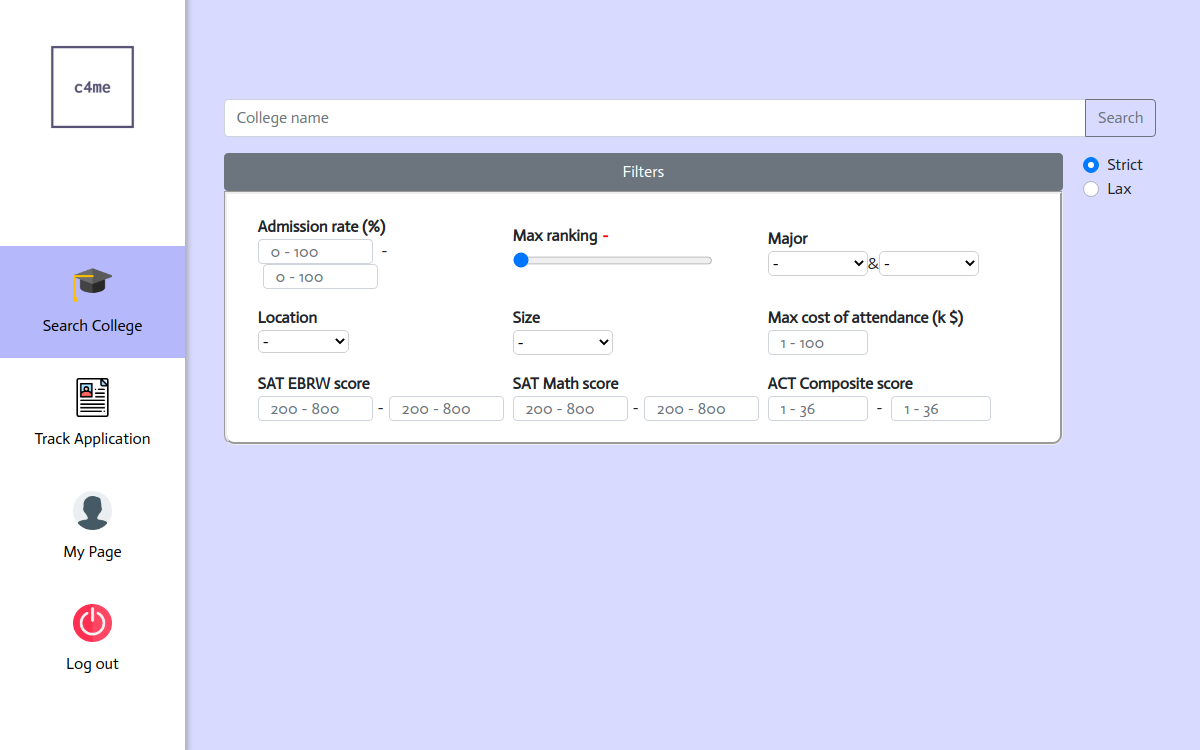 c4me
Search College
Track Application
My Page
Log out
College name
Search
Filters
Strict
Lax
Admission rate (%)
0 - 100 -
0 - 100
Max ranking -
Major
- & -
Location
-
Size
-
Max cost of attendance (k $)
1 - 100
SAT EBRW score
200 - 800 - 200 - 800
SAT Math score
200 - 800 - 200 - 800
ACT Composite score
1 - 36 - 1 - 36